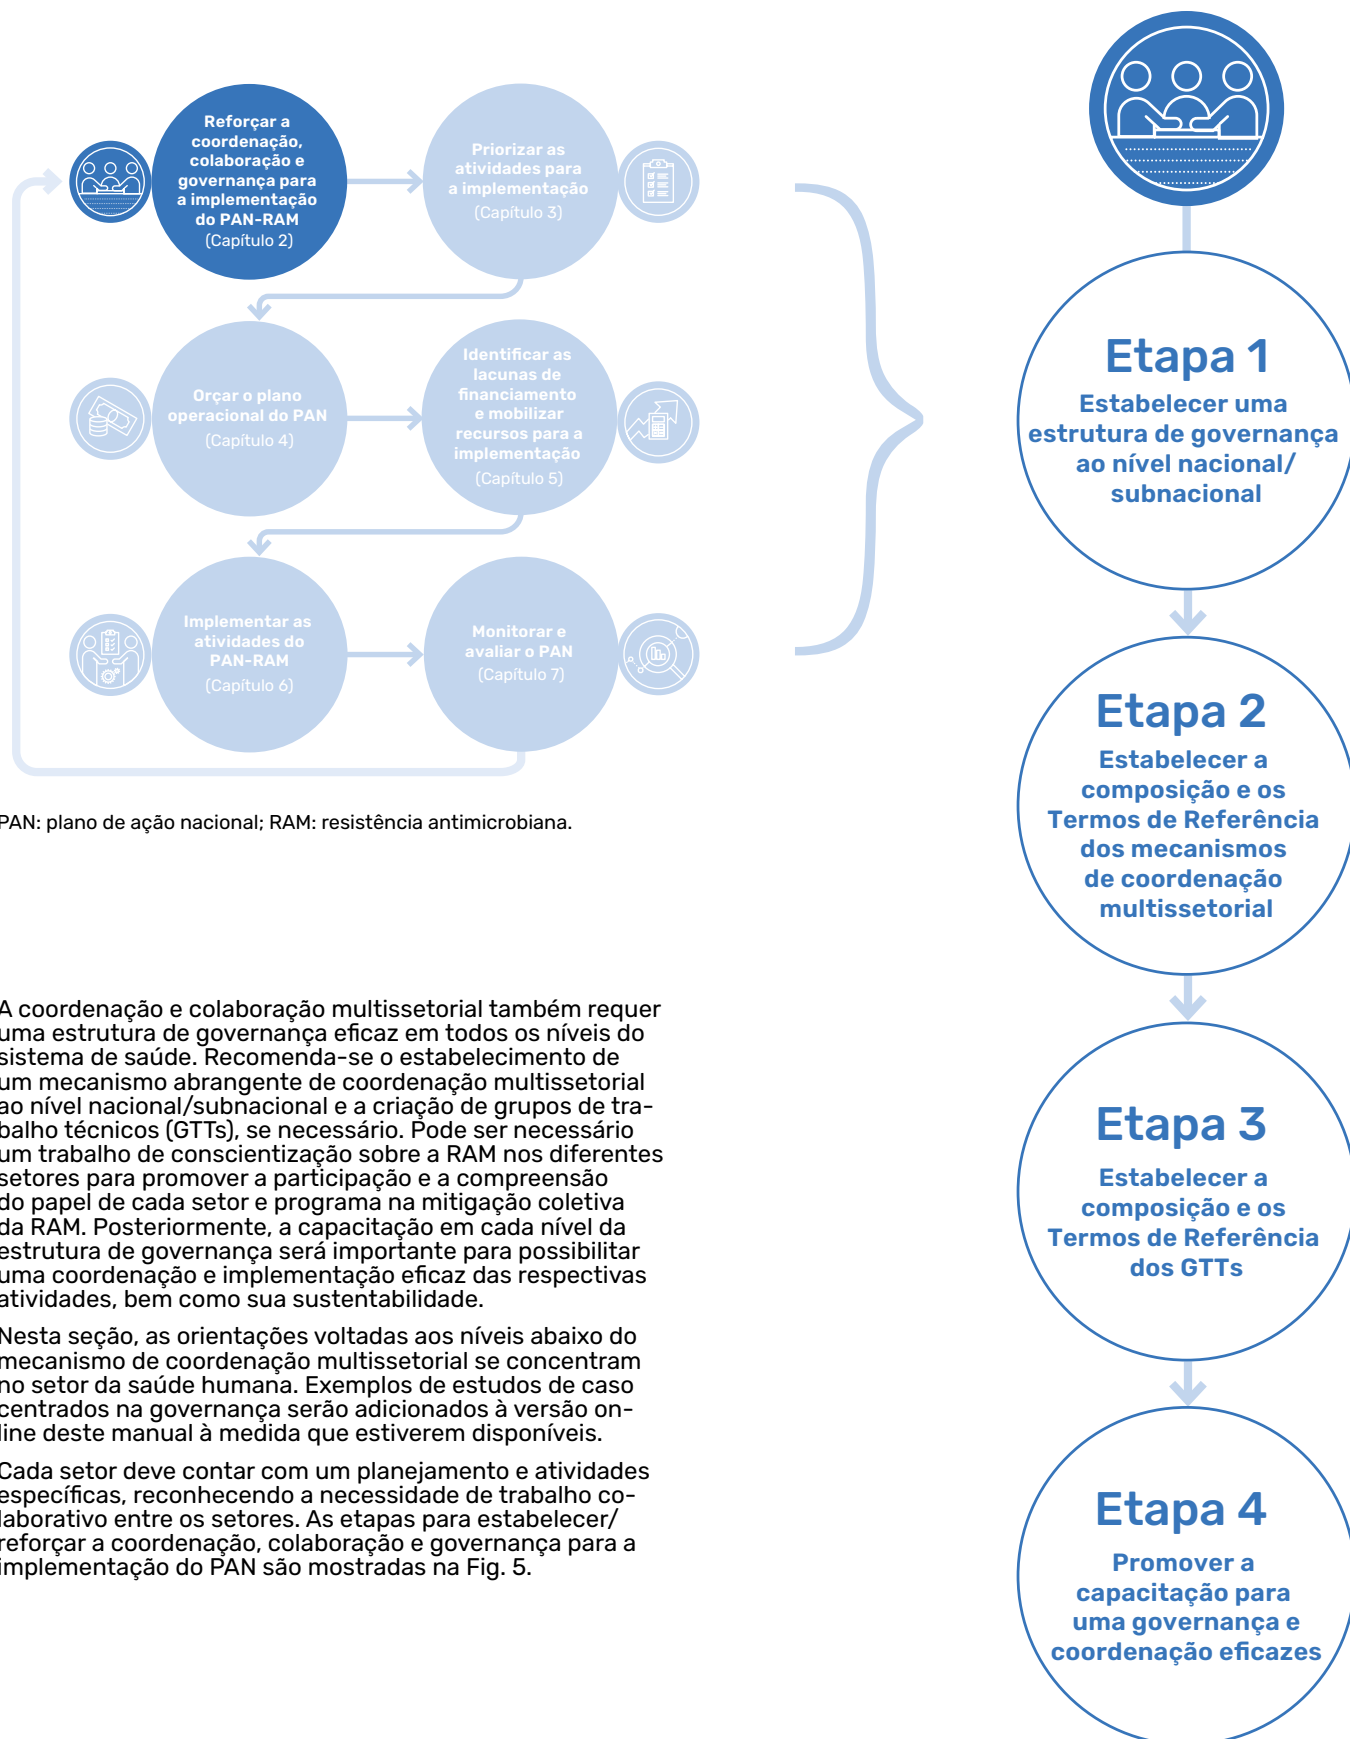 Reforçar a
coordenação,
colaboração e
governança para
a implementação
do PAN-RAM
(Capítulo 2)
Priorizar as
atividades para
a implementação
(Capítulo 3)
Orçar o plano
operacional do PAN
(Capítulo 4)
Identificar as
lacunas de
financiamento
e mobilizar
recursos para a
implementação
(Capítulo 5)
Implementar as
atividades do
PAN-RAM
(Capítulo 6)
Monitorar e
avaliar o PAN
(Capítulo 7)
PAN: plano de ação nacional; RAM: resistência antimicrobiana.
A coordenação e colaboração multissetorial também requer
uma estrutura de governança eficaz em todos os níveis do
sistema de saúde. Recomenda-se o estabelecimento de
um mecanismo abrangente de coordenação multissetorial
ao nível nacional/subnacional e a criação de grupos de tra-
balho técnicos (GTTs), se necessário. Pode ser necessário
um trabalho de conscientização sobre a RAM nos diferentes
setores para promover a participação e a compreensão
do papel de cada setor e programa na mitigação coletiva
da RAM. Posteriormente, a capacitação em cada nível da
estrutura de governança será importante para possibilitar
uma coordenação e implementação eficaz das respectivas
atividades, bem como sua sustentabilidade.
Nesta seção, as orientações voltadas aos níveis abaixo do
mecanismo de coordenação multissetorial se concentram
no setor da saúde humana. Exemplos de estudos de caso
centrados na governança serão adicionados à versão on-
line deste manual à medida que estiverem disponíveis.
Cada setor deve contar com um planejamento e atividades
específicas, reconhecendo a necessidade de trabalho co-
laborativo entre os setores. As etapas para estabelecer/
reforçar a coordenação, colaboração e governança para a
implementação do PAN são mostradas na Fig. 5.
Etapa 1
Estabelecer uma
estrutura de governança
ao nível nacional/
subnacional
Etapa 2
Estabelecer a
composição e os
Termos de Referência
dos mecanismos
de coordenação
multissetorial
Etapa 3
Estabelecer a
composição e os
Termos de Referência
dos GTTs
Etapa 4
Promover a
capacitação para
uma governança e
coordenação eficazes